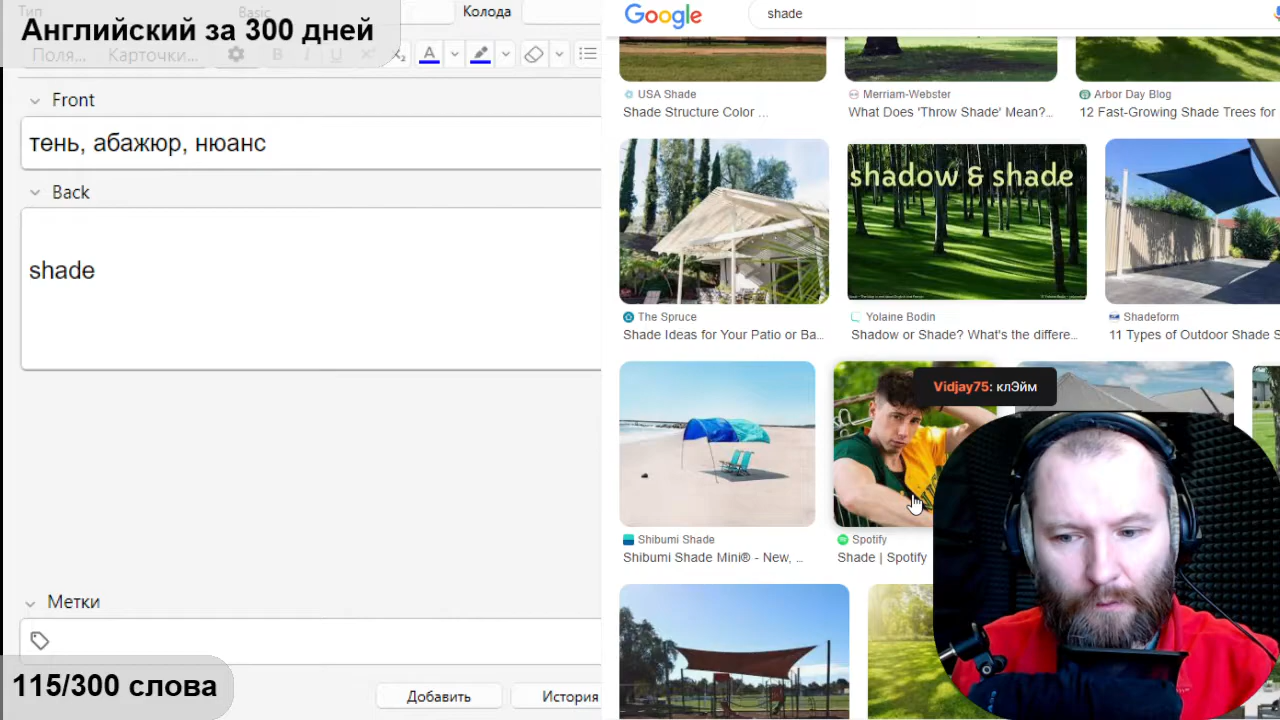 Тип
Basic
Колода
Английский за 300 дней
Поля...
Карточки...
Front
тень, абажур, нюанс
Back
shade
Метки
115/300 слова
Добавить
История
Google
shade
USA Shade
Shade Structure Color ...
Merriam-Webster
What Does 'Throw Shade' Mean?...
Arbor Day Blog
12 Fast-Growing Shade Trees for
shadow & shade
The Spruce
Shade Ideas for Your Patio or Ba...
Yolaine Bodin
Shadow or Shade? What's the differe...
Shadeform
11 Types of Outdoor Shade S
Vidjay75: клЭйм
Shibumi Shade
Shibumi Shade Mini® - New, ...
Spotify
Shade | Spotify